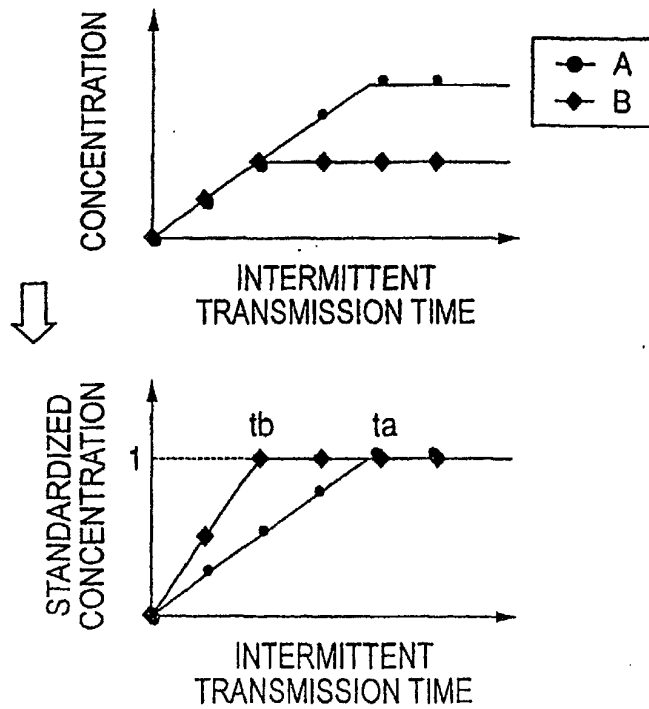 CONCENTRATION
A
B
INTERMITTENT
TRANSMISSION TIME
STANDARDIZED
CONCENTRATION
1
tb
ta
INTERMITTENT
TRANSMISSION TIME